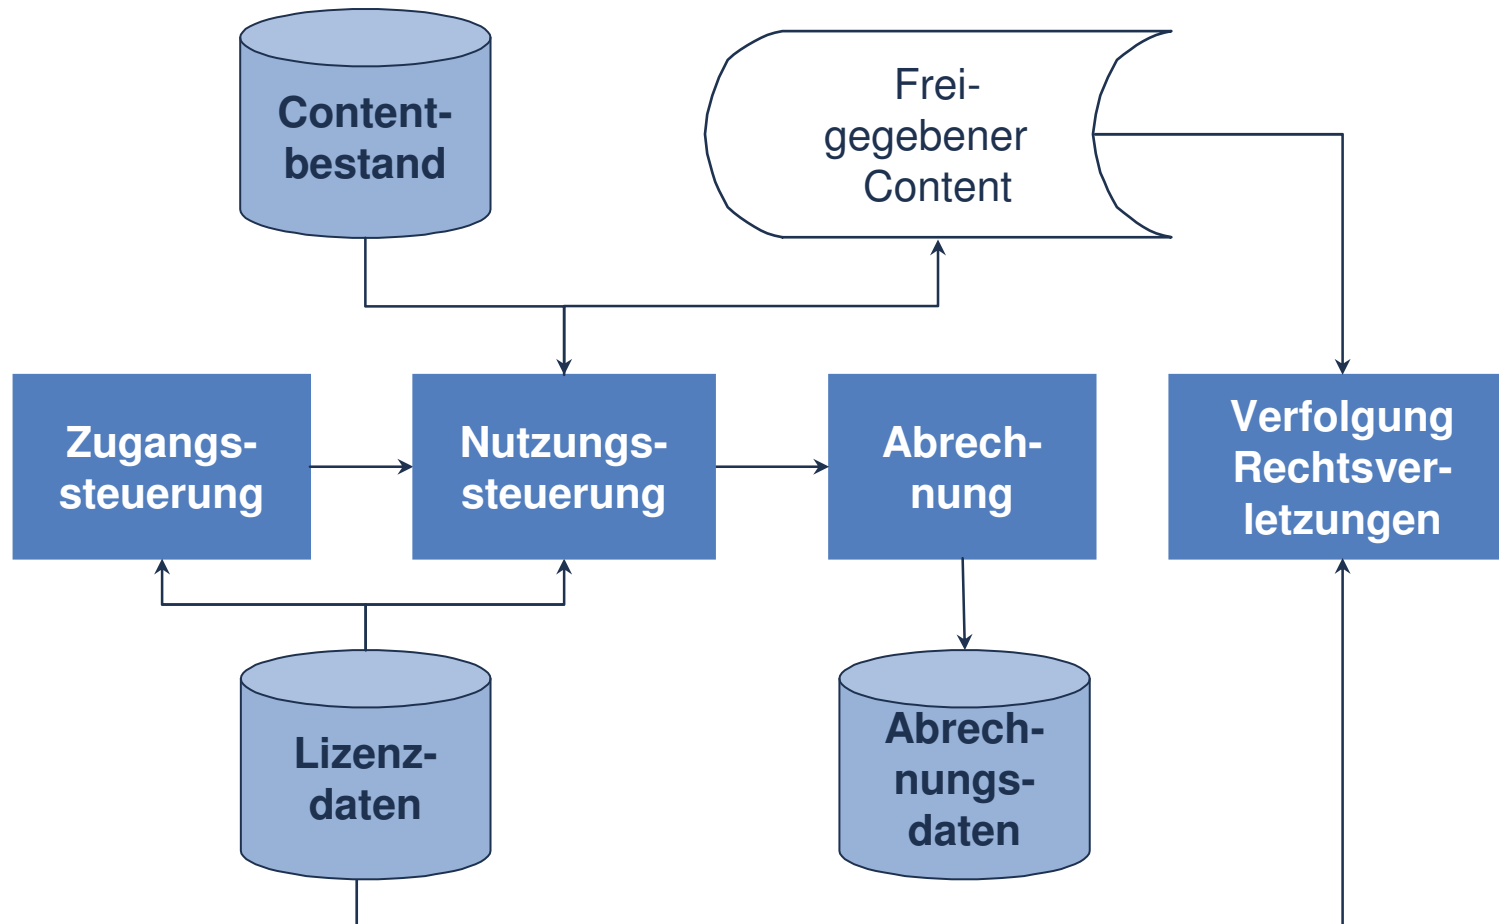 Content-
bestand
Frei-
gegebener
Content
Zugangs-
steuerung
Nutzungs-
steuerung
Abrech-
nung
Verfolgung
Rechtsver-
letzungen
Lizenz-
daten
Abrech-
nungs-
daten